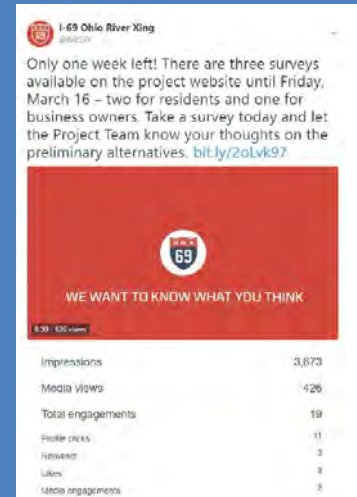 I-69 Ohio River Xing
Only one week left! There are three surveys
available on the project website until Friday,
March 16 – two for residents and one for
business owners. Take a survey today and let
the Project Team know your thoughts on the
preliminary alternatives. bit.ly/2oLvk97
69
WE WANT TO KNOW WHAT YOU THINK
views
Impressions 3,673
Media views 426
Total engagements 19
Profile clicks 11
Retweets 3
Likes 3
Media engagements